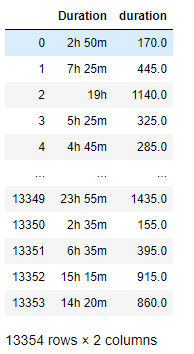 Duration duration
0 2h 50m 170.0
1 7h 25m 445.0
2 19h 1140.0
3 5h 25m 325.0
4 4h 45m 285.0
... ... ...
13349 23h 55m 1435.0
13350 2h 35m 155.0
13351 6h 35m 395.0
13352 15h 15m 915.0
13353 14h 20m 860.0
13354 rows × 2 columns